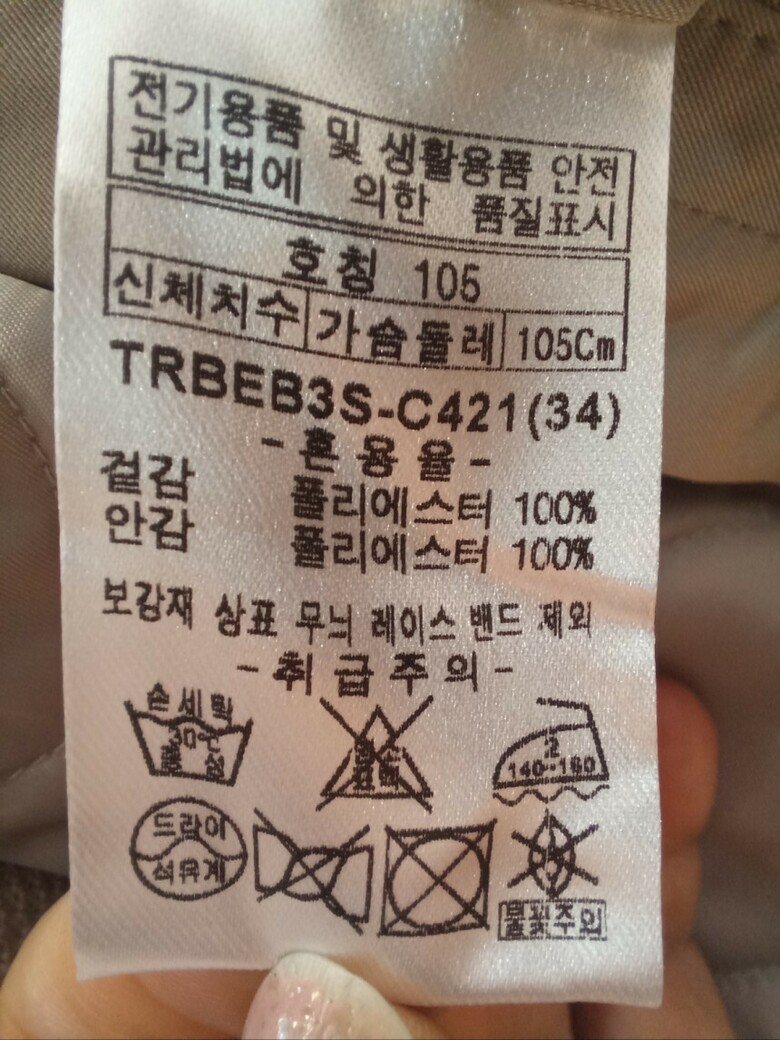 전기용품 및 생활용품 안전
관리법에 의한 품질표시
호칭 105
신체치수 가슴둘레 105Cm
TRBEB3S-C421(34)
-혼용율-
겉감 폴리에스터 100%
안감 폴리에스터 100%
보강재 상표 무늬 레이스 밴드 제외
-취급주의-
손세탁
30℃
중성
2
140~160
드라이
석유계
불꽃주의